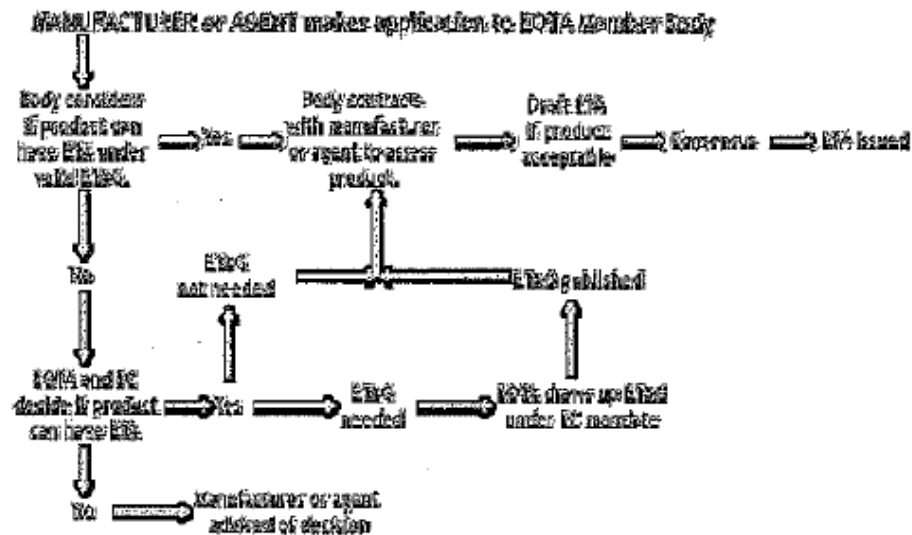 MANUFACTURER or AGENT makes application to EOTA Member Body
Body considers
if product can
have ETA under
valid ETAG.
Yes
Body contracts
with manufacturer
or agent to assess
product.
Draft ETA
if product
acceptable
Consensus
ETA issued
No
ETAG
not needed
ETAG published
EOTA and EC
decide if product
can have ETA
Yes
ETAG
needed
EOTA draws up ETAG
under EC mandate
No
Manufacturer or agent
advised of decision